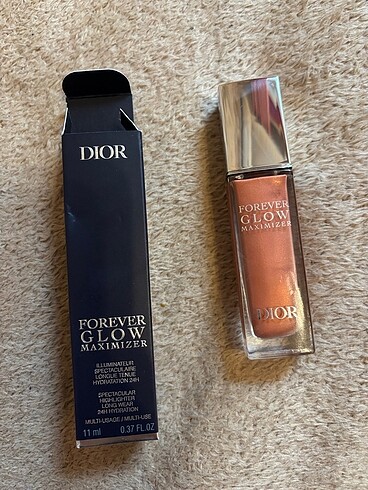 DIOR
FOREVER
GLOW
MAXIMIZER
ILLUMINATEUR
SPECTACULAIRE
LONGUE TENUE
HYDRATATION 24H
SPECTACULAR
HIGHLIGHTER
LONG WEAR
24H HYDRATION
MULTI-USAGE / MULTI-USE
11 ml 0.37 FL.OZ
FOREVER
GLOW
MAXIMIZER
DIOR